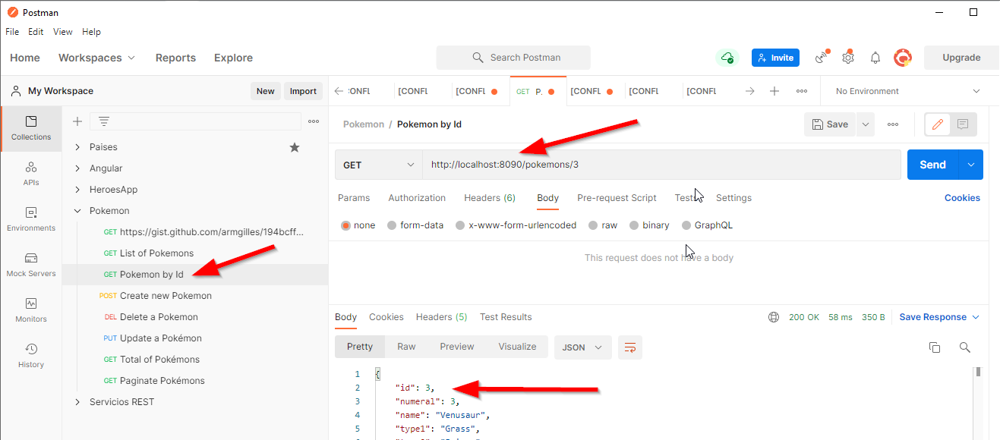 Postman
File Edit View Help
Home Workspaces Reports Explore Search Postman Invite Upgrade
My Workspace New Import
:ONFL [CONFL [CONFL GET P. [CONFL [CONFL [CONFL No Environment
Collections
APIs
Environments
Mock Servers
Monitors
History
Paises
Angular
HeroesApp
Pokemon
GET https://gist.github.com/armgilles/194bcff...
GET List of Pokemons
GET Pokemon by Id
POST Create new Pokemon
DEL Delete a Pokemon
PUT Update a Pokémon
GET Total of Pokémons
GET Paginate Pokémons
Servicios REST
Pokemon / Pokemon by Id Save
GET http://localhost:8090/pokemons/3 Send
Params Authorization Headers (6) Body Pre-request Script Tests Settings Cookies
none form-data x-www-form-urlencoded raw binary GraphQL
This request does not have a body
Body Cookies Headers (5) Test Results 200 OK 58 ms 350 B Save Response
Pretty Raw Preview Visualize JSON
1 {
2 "id": 3,
3 "numeral": 3,
4 "name": "Venusaur",
5 "type1": "Grass",